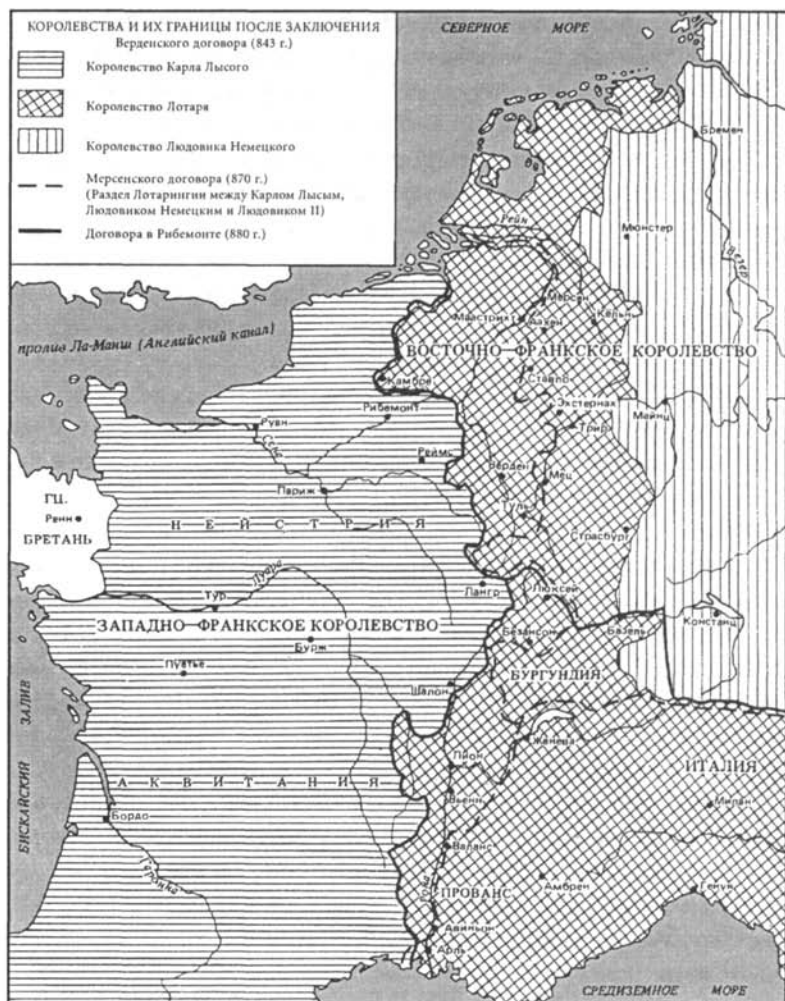 КОРОЛЕВСТВА И ИХ ГРАНИЦЫ ПОСЛЕ ЗАКЛЮЧЕНИЯ
Верденского договора (843 г.)
Королевство Карла Лысого
Королевство Лотаря
Королевство Людовика Немецкого
Мерсенского договора (870 г.)
(Раздел Лотарингии между Карлом Лысым,
Людовиком Немецким и Людовиком II)
Договора в Рибемонте (880 г.)
СЕВЕРНОЕ МОРЕ
Бремен
Рейн
Мюнстер
Везер
Мерсен
Маастрихт
Аахен
Кельн
пролив Ла-Манш (Английский канал)
ВОСТОЧНО-ФРАНКСКОЕ КОРОЛЕВСТВО
Камбре
Ставло
Рибемонт
Эхстернах
Майнц
Руан
Трир
Сена
Реймс
Верден
Мец
Париж
ГЦ.
Ренн
БРЕТАНЬ
НЕЙСТРИЯ
Туль
Страсбург
Луара
Лангр
Люксей
Тур
Констанц
ЗАПАДНО-ФРАНКСКОЕ КОРОЛЕВСТВО
Безансон
Базель
Бурж
Пуатье
БУРГУНДИЯ
Шалон
БИСКАЙСКИЙ ЗАЛИВ
Женева
Лион
ИТАЛИЯ
АКВИТАНИЯ
Вьенн
Милан
Бордо
Валанс
Гаронна
Рона
ПРОВАНС
Амбрен
Генуя
Авиньон
Арль
СРЕДИЗЕМНОЕ МОРЕ